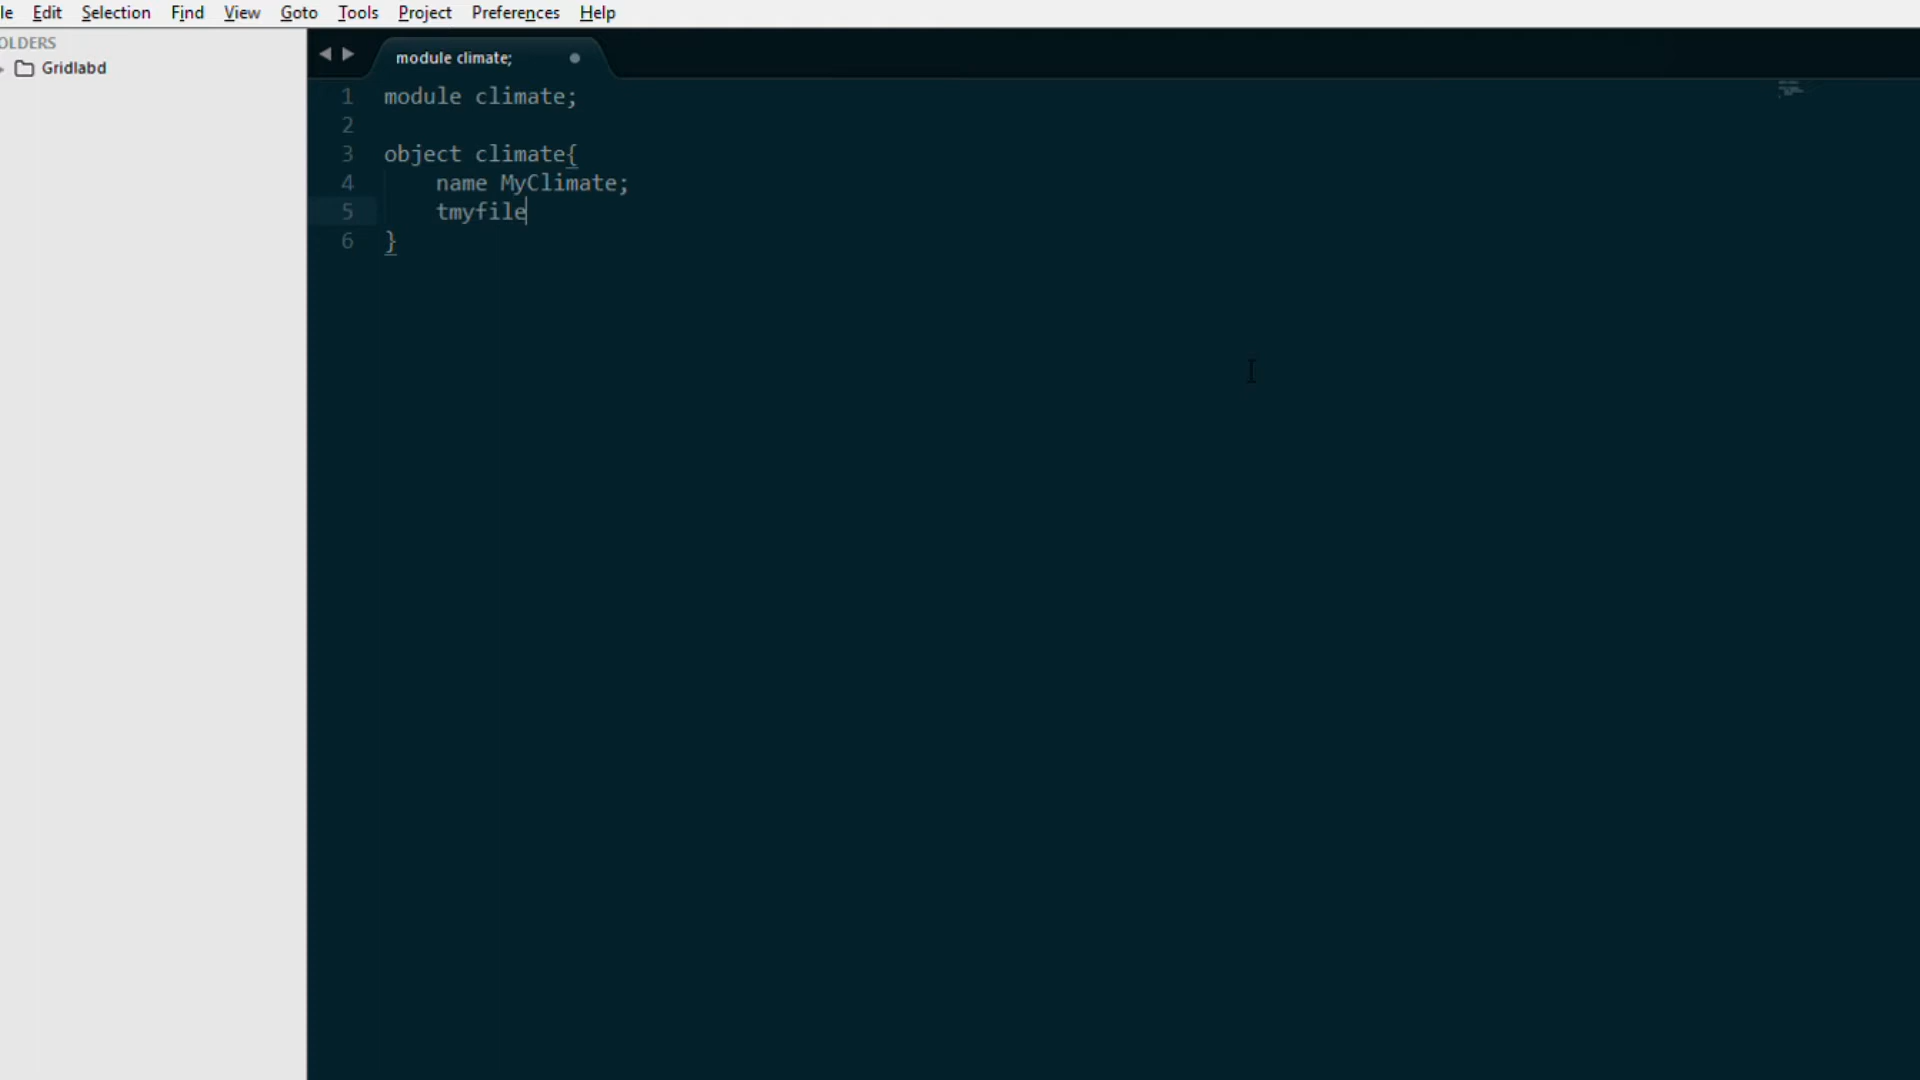 le Edit Selection Find View Goto Tools Project Preferences Help
OLDERS
Gridlabd
module climate;
1 module climate;
2
3 object climate{
4 name MyClimate;
5 tmyfile
6 }